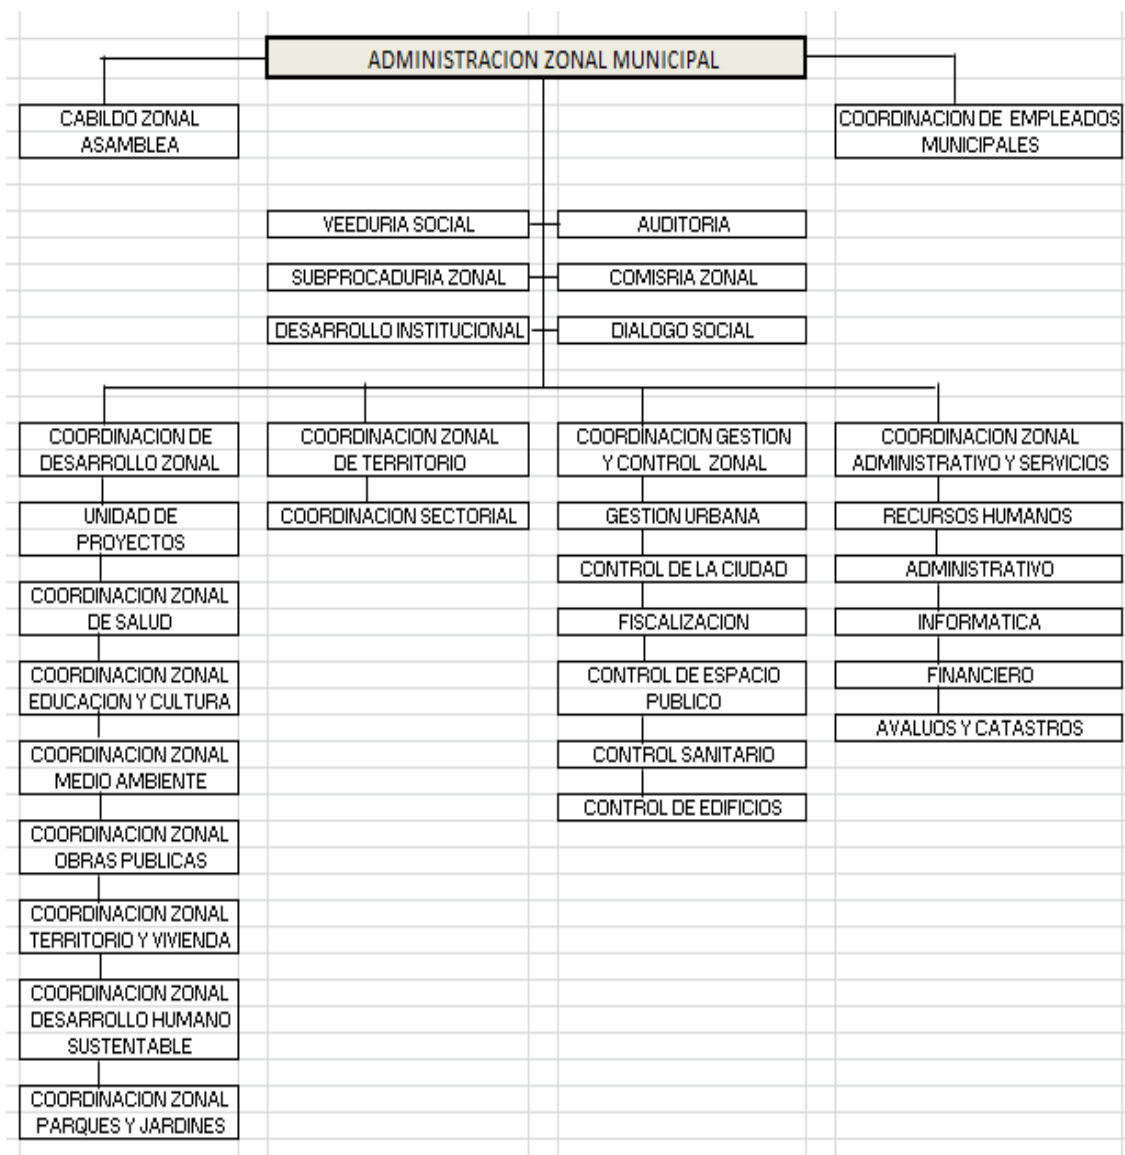 ADMINISTRACION ZONAL MUNICIPAL
CABILDO ZONAL
ASAMBLEA
COORDINACION DE EMPLEADOS
MUNICIPALES
VEEDURIA SOCIAL
AUDITORIA
SUBPROCADURIA ZONAL
COMISRIA ZONAL
DESARROLLO INSTITUCIONAL
DIALOGO SOCIAL
COORDINACION DE
DESARROLLO ZONAL
UNIDAD DE
PROYECTOS
COORDINACION ZONAL
DE SALUD
COORDINACION ZONAL
EDUCACION Y CULTURA
COORDINACION ZONAL
MEDIO AMBIENTE
COORDINACION ZONAL
OBRAS PUBLICAS
COORDINACION ZONAL
TERRITORIO Y VIVIENDA
COORDINACION ZONAL
DESARROLLO HUMANO
SUSTENTABLE
COORDINACION ZONAL
PARQUES Y JARDINES
COORDINACION ZONAL
DE TERRITORIO
COORDINACION SECTORIAL
COORDINACION GESTION
Y CONTROL ZONAL
GESTION URBANA
CONTROL DE LA CIUDAD
FISCALIZACION
CONTROL DE ESPACIO
PUBLICO
CONTROL SANITARIO
CONTROL DE EDIFICIOS
COORDINACION ZONAL
ADMINISTRATIVO Y SERVICIOS
RECURSOS HUMANOS
ADMINISTRATIVO
INFORMATICA
FINANCIERO
AVALUOS Y CATASTROS